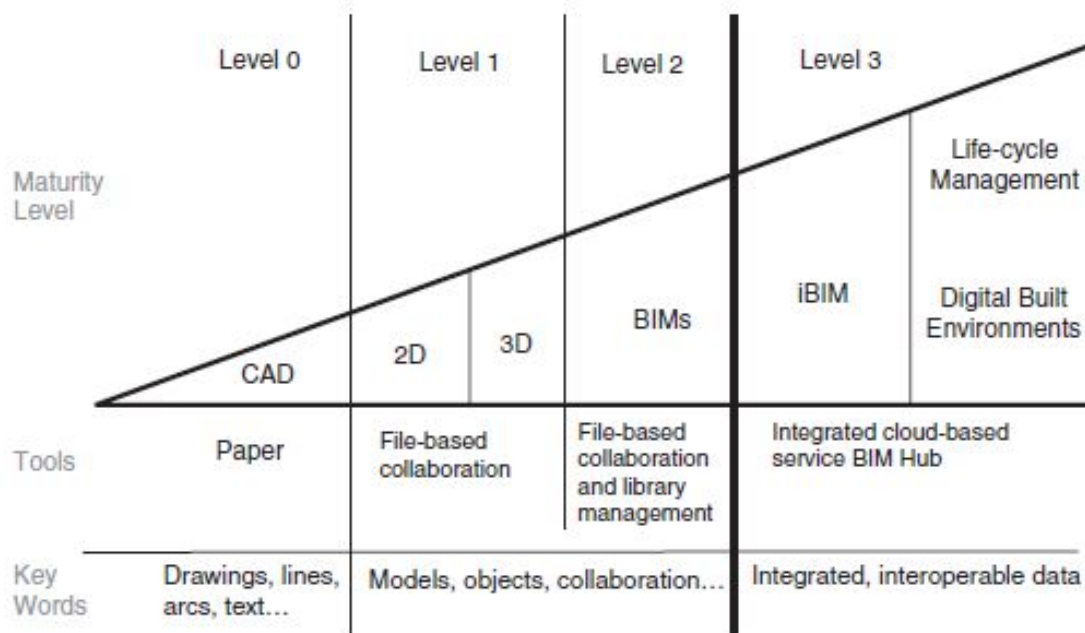 Level 0
Level 1
Level 2
Level 3
Maturity
Level
CAD
2D
3D
BIMs
iBIM
Life-cycle
Management
Digital Built
Environments
Tools
Paper
File-based
collaboration
File-based
collaboration
and library
management
Integrated cloud-based
service BIM Hub
Key
Words
Drawings, lines,
arcs, text...
Models, objects, collaboration...
Integrated, interoperable data